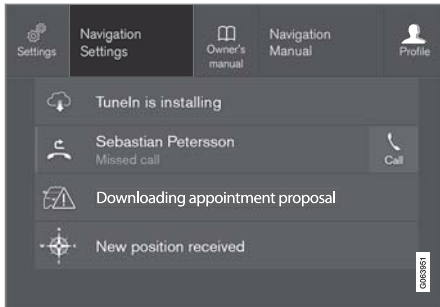 Settings
Navigation
Settings
Owner's
manual
Navigation
Manual
Profile
TuneIn is installing
Sebastian Petersson
Missed call
Call
Downloading appointment proposal
New position received
G063951